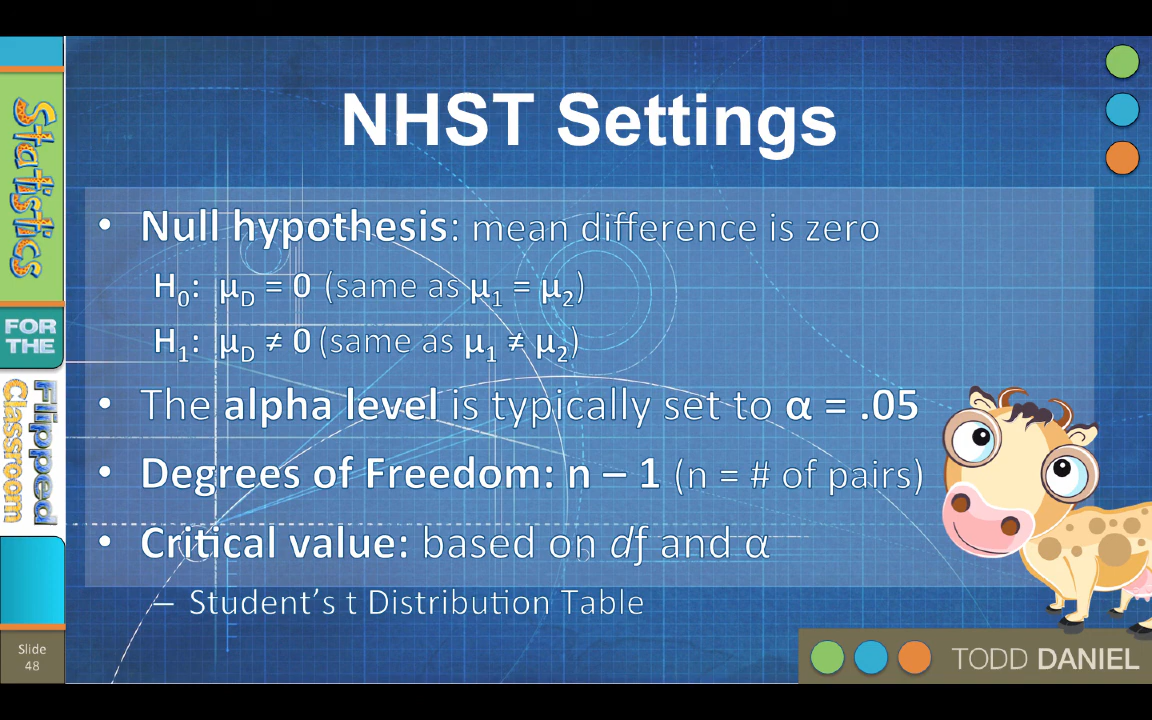 NHST Settings
• Null hypothesis: mean difference is zero
H₀: μ_D = 0 (same as μ₁ = μ₂)
H₁: μ_D ≠ 0 (same as μ₁ ≠ μ₂)
• The alpha level is typically set to α = .05
• Degrees of Freedom: n – 1 (n = # of pairs)
• Critical value: based on df and α
– Student's t Distribution Table
Statistics
FOR
THE
Flipped
Classroom
Slide
48
TODD DANIEL